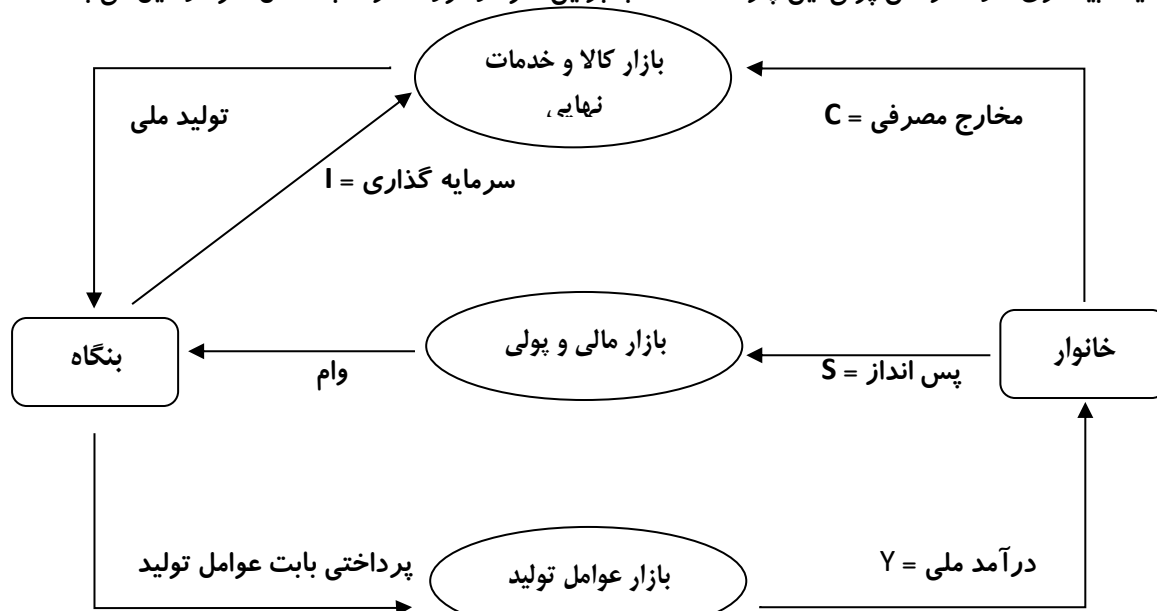 بازار کالا و خدمات
نهایی
تولید ملی
مخارج مصرفی = C
سرمایه گذاری = I
بازار مالی و پولی
بنگاه
خانوار
وام
پس انداز = S
پرداختی بابت عوامل تولید
بازار عوامل تولید
درآمد ملی = Y